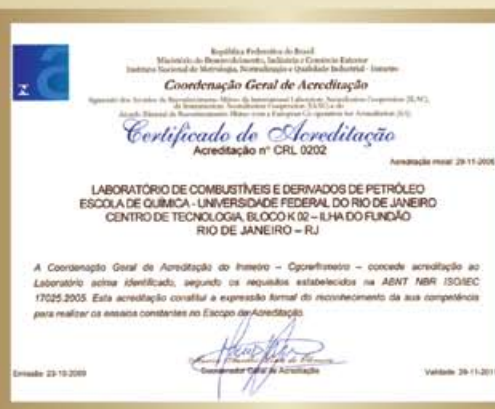 República Federativa do Brasil
Ministério do Desenvolvimento, Indústria e Comércio Exterior
Instituto Nacional de Metrologia, Normalização e Qualidade Industrial - Inmetro
Coordenação Geral de Acreditação
Certificado de Acreditação
Acreditação nº CRL 0202
Acreditação inicial: 29-11-2006
LABORATÓRIO DE COMBUSTÍVEIS E DERIVADOS DE PETRÓLEO
ESCOLA DE QUÍMICA - UNIVERSIDADE FEDERAL DO RIO DE JANEIRO
CENTRO DE TECNOLOGIA, BLOCO K 02 – ILHA DO FUNDÃO
RIO DE JANEIRO – RJ
A Coordenação Geral de Acreditação do Inmetro – Cgcre/Inmetro – concede acreditação ao
Laboratório acima identificado, segundo os requisitos estabelecidos na ABNT NBR ISO/IEC
17025:2005. Esta acreditação constitui a expressão formal do reconhecimento da sua competência
para realizar os ensaios constantes no Escopo de Acreditação.
Coordenador Geral de Acreditação
Emissão: 23-10-2009
Validade: 29-11-201